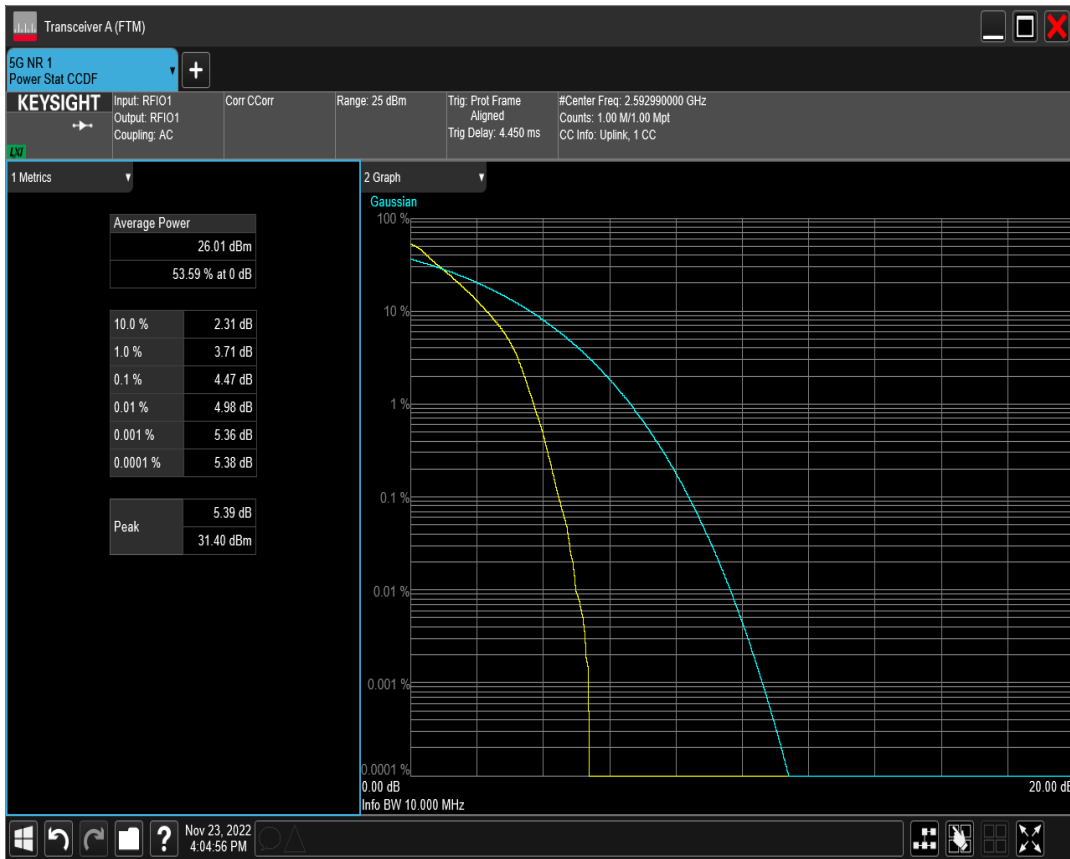 Transceiver A (FTM)
5G NR 1
Power Stat CCDF
+
KEYSIGHT
LXI
Input: RFIO1
Output: RFIO1
Coupling: AC
Corr CCorr
Range: 25 dBm
Trig: Prot Frame
Aligned
Trig Delay: 4.450 ms
#Center Freq: 2.592990000 GHz
Counts: 1.00 M/1.00 Mpt
CC Info: Uplink, 1 CC
1 Metrics
Average Power
26.01 dBm
53.59 % at 0 dB
10.0 % 2.31 dB
1.0 % 3.71 dB
0.1 % 4.47 dB
0.01 % 4.98 dB
0.001 % 5.36 dB
0.0001 % 5.38 dB
Peak
5.39 dB
31.40 dBm
2 Graph
Gaussian
100 %
10 %
1 %
0.1 %
0.01 %
0.001 %
0.0001 %
0.00 dB
20.00 dB
Info BW 10.000 MHz
?
Nov 23, 2022
4:04:56 PM